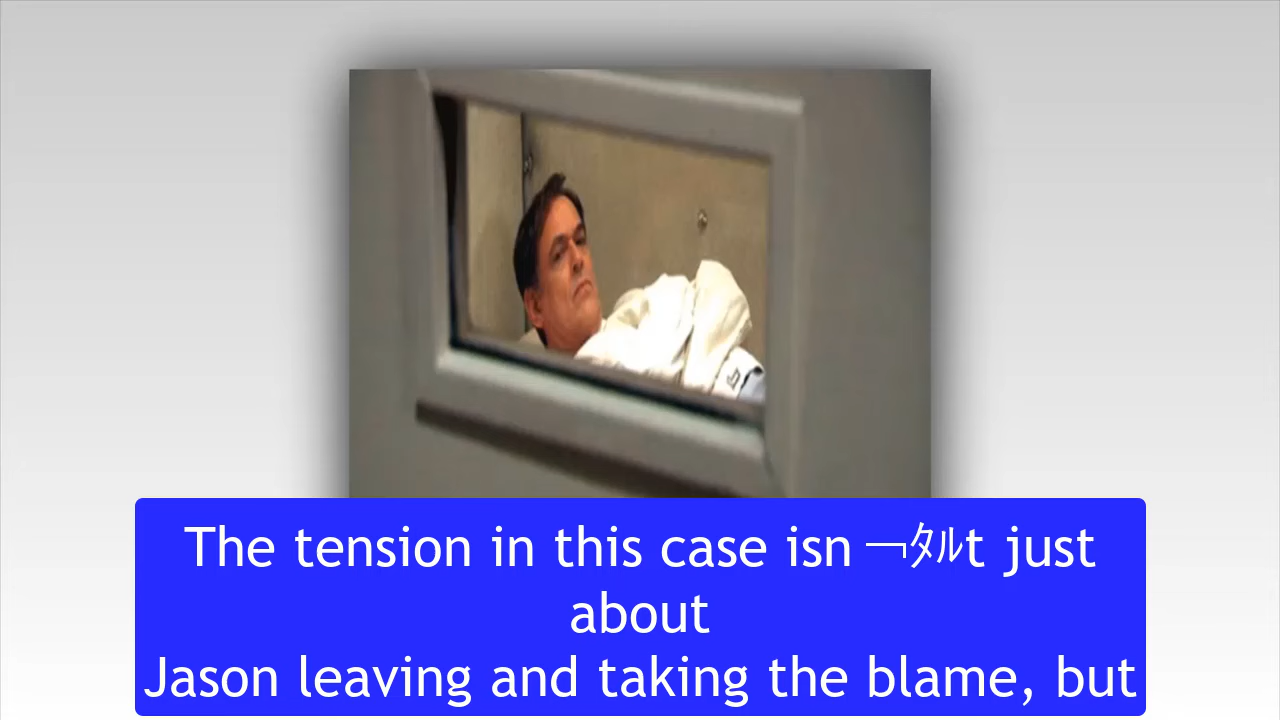 The tension in this case isn ￢ﾀﾙt just
about
Jason leaving and taking the blame, but